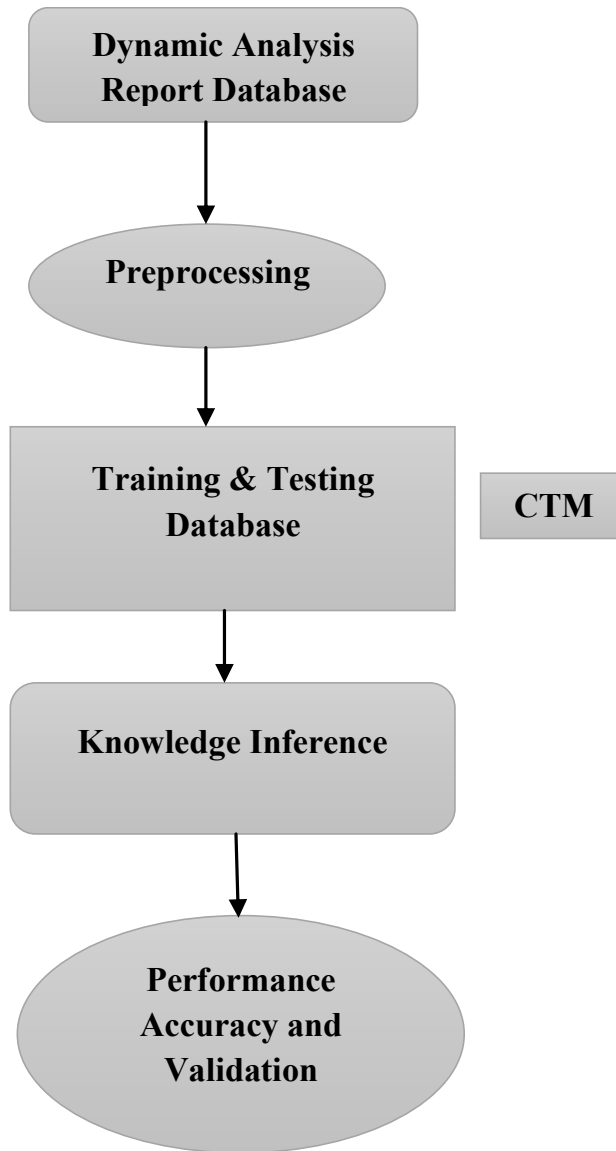 Dynamic Analysis
Report Database
Preprocessing
Training & Testing
Database
CTM
Knowledge Inference
Performance
Accuracy and
Validation